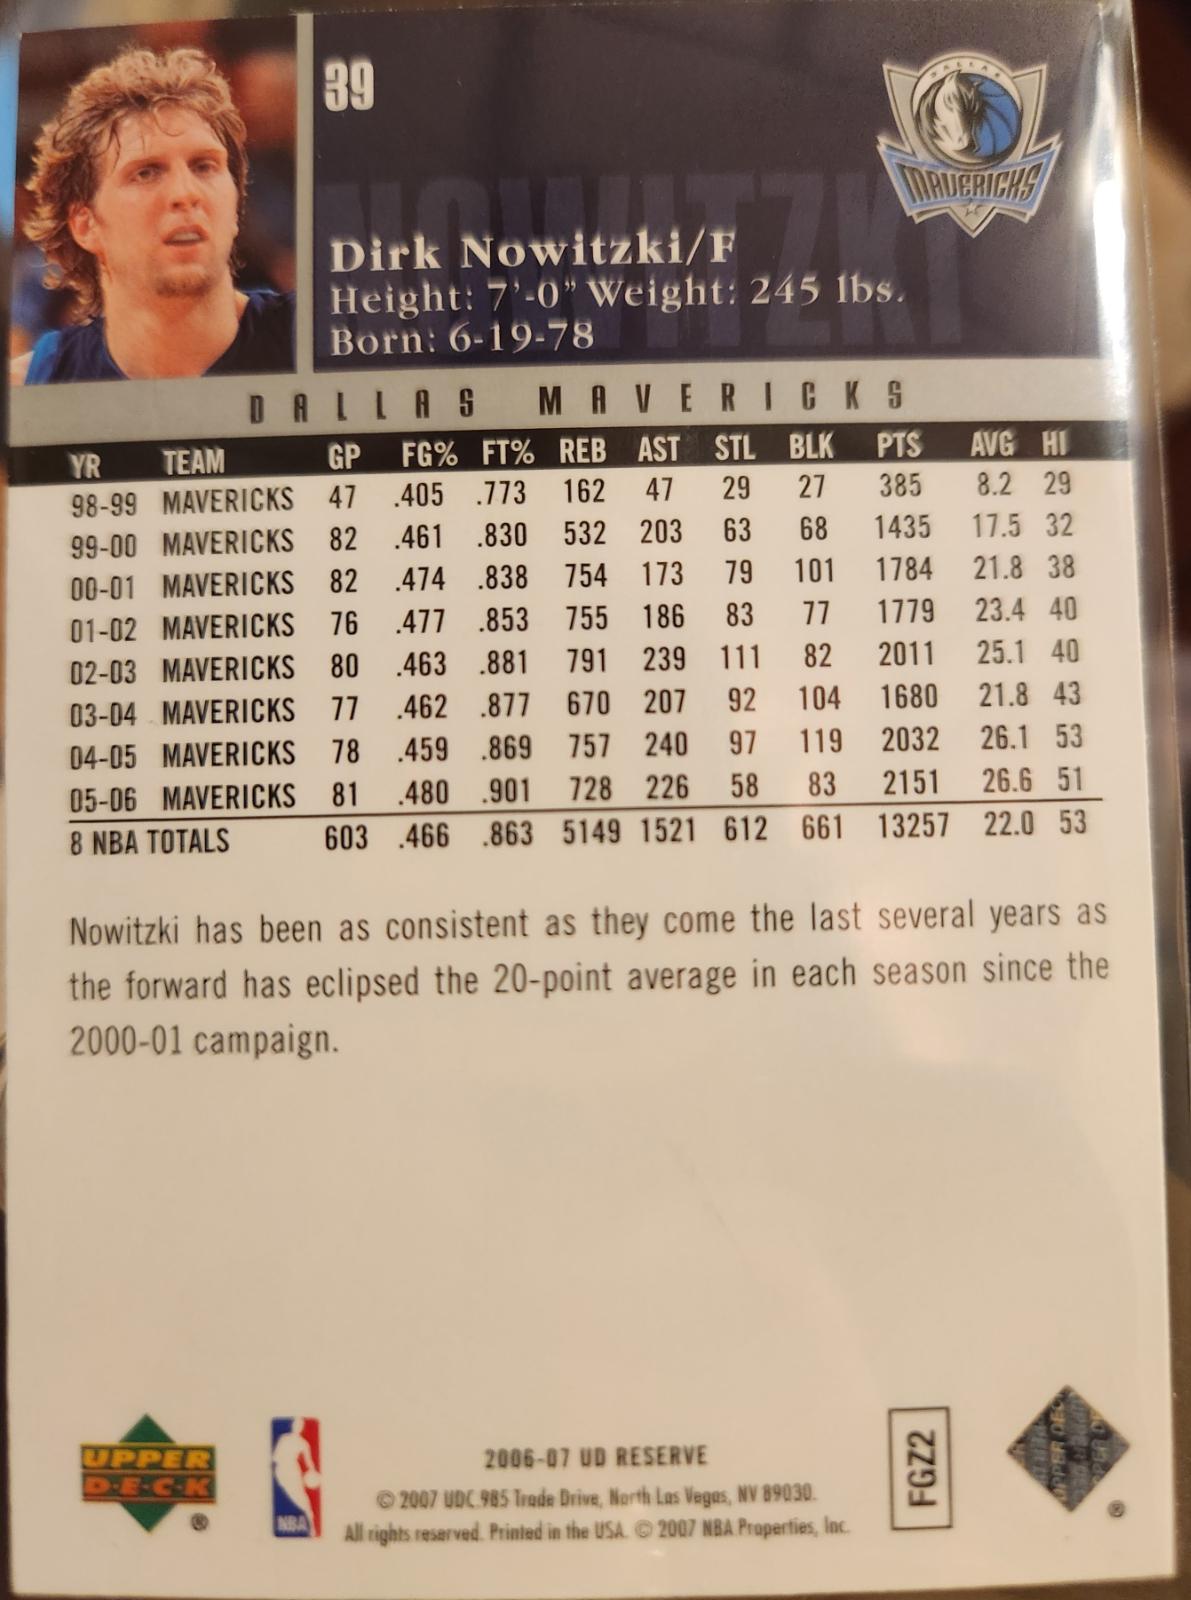 39
DALLAS
MAVERICKS
NOWITZKI
Dirk Nowitzki/F
Height: 7'-0" Weight: 245 lbs.
Born: 6-19-78
DALLAS MAVERICKS
YR TEAM GP FG% FT% REB AST STL BLK PTS AVG HI
98-99 MAVERICKS 47 .405 .773 162 47 29 27 385 8.2 29
99-00 MAVERICKS 82 .461 .830 532 203 63 68 1435 17.5 32
00-01 MAVERICKS 82 .474 .838 754 173 79 101 1784 21.8 38
01-02 MAVERICKS 76 .477 .853 755 186 83 77 1779 23.4 40
02-03 MAVERICKS 80 .463 .881 791 239 111 82 2011 25.1 40
03-04 MAVERICKS 77 .462 .877 670 207 92 104 1680 21.8 43
04-05 MAVERICKS 78 .459 .869 757 240 97 119 2032 26.1 53
05-06 MAVERICKS 81 .480 .901 728 226 58 83 2151 26.6 51
8 NBA TOTALS 603 .466 .863 5149 1521 612 661 13257 22.0 53
Nowitzki has been as consistent as they come the last several years as
the forward has eclipsed the 20-point average in each season since the
2000-01 campaign.
UPPER
D·E·C·K
®
NBA
2006-07 UD RESERVE
© 2007 UDC 985 Trade Drive, North Las Vegas, NV 89030.
All rights reserved. Printed in the USA. © 2007 NBA Properties, Inc.
FGZ2
UPPER DECK
®